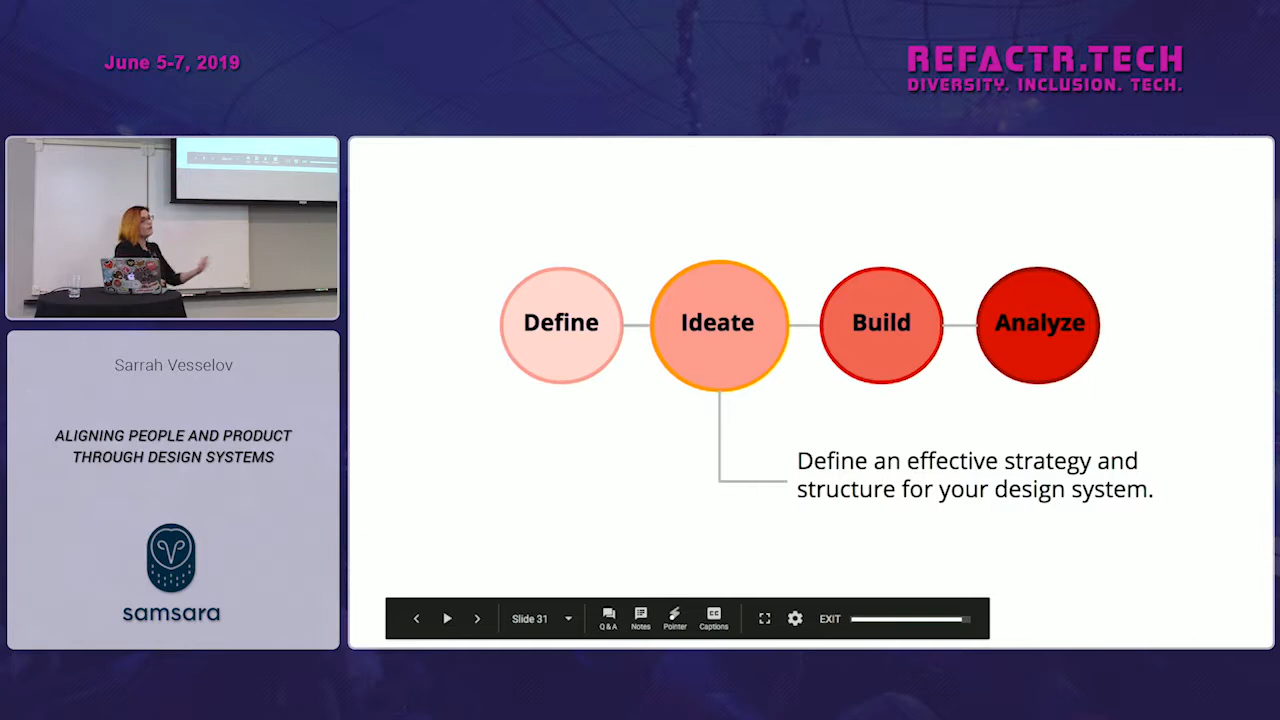 June 5-7, 2019
REFACTR.TECH
DIVERSITY. INCLUSION. TECH.
Sarrah Vesselov
ALIGNING PEOPLE AND PRODUCT
THROUGH DESIGN SYSTEMS
samsara
Define
Ideate
Build
Analyze
Define an effective strategy and
structure for your design system.
Slide 31
Q & A
Notes
Pointer
Captions
EXIT